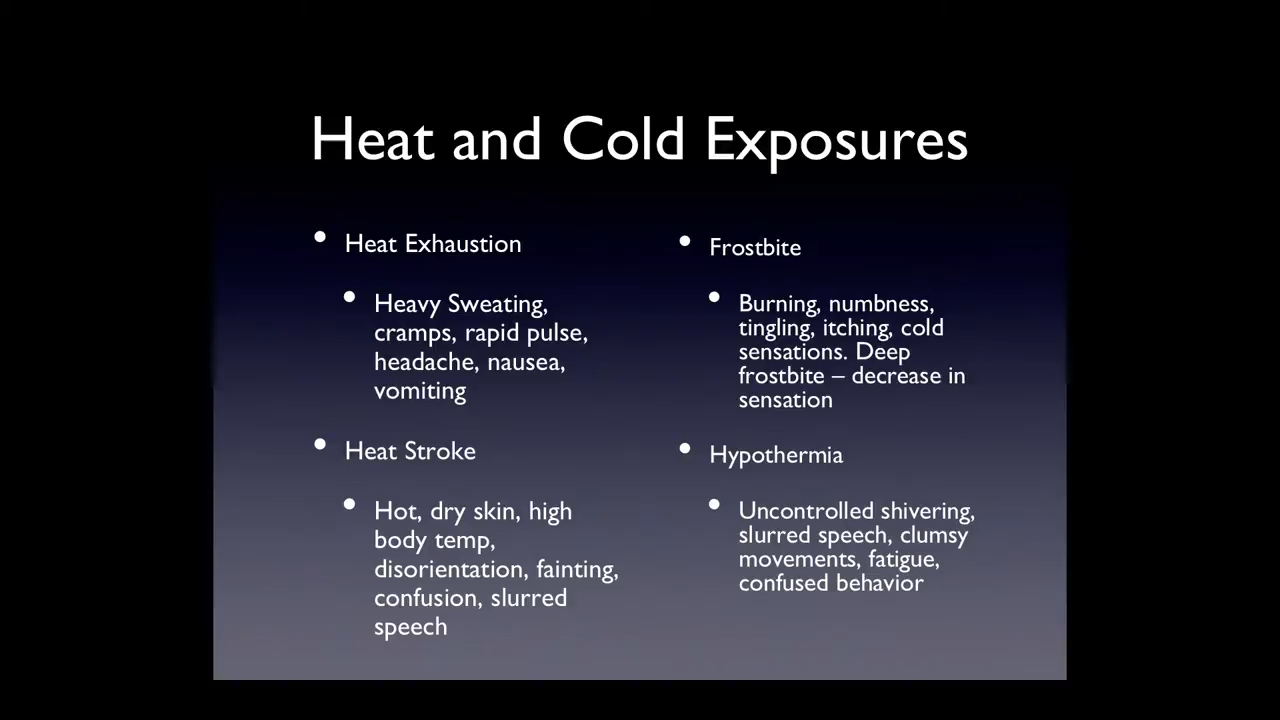 Heat and Cold Exposures
• Heat Exhaustion
• Heavy Sweating,
cramps, rapid pulse,
headache, nausea,
vomiting
• Heat Stroke
• Hot, dry skin, high
body temp,
disorientation, fainting,
confusion, slurred
speech
• Frostbite
• Burning, numbness,
tingling, itching, cold
sensations. Deep
frostbite – decrease in
sensation
• Hypothermia
• Uncontrolled shivering,
slurred speech, clumsy
movements, fatigue,
confused behavior